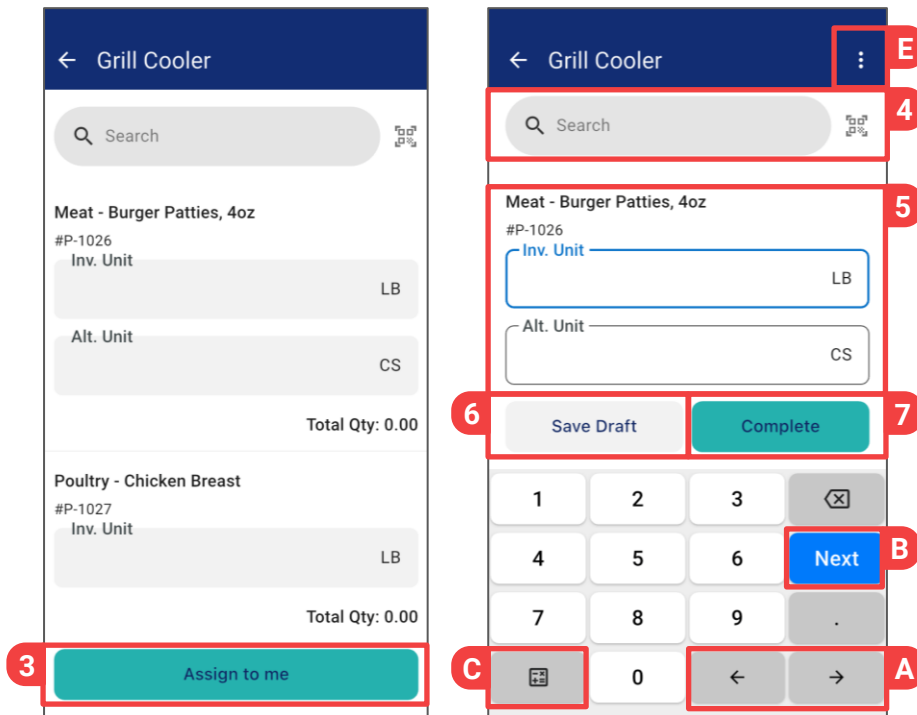 Grill Cooler
Search
Meat - Burger Patties, 4oz
#P-1026
Inv. Unit
LB
Alt. Unit
CS
Total Qty: 0.00
Poultry - Chicken Breast
#P-1027
Inv. Unit
LB
Total Qty: 0.00
3
Assign to me
Grill Cooler
E
Search
4
Meat - Burger Patties, 4oz
5
#P-1026
Inv. Unit
LB
Alt. Unit
CS
6 Save Draft Complete 7
1 2 3
4 5 6 Next B
7 8 9 .
C 0 A